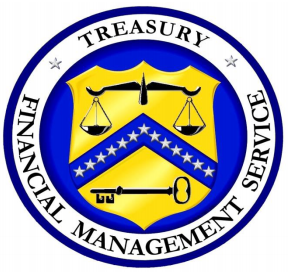 TREASURY
FINANCIAL MANAGEMENT SERVICE